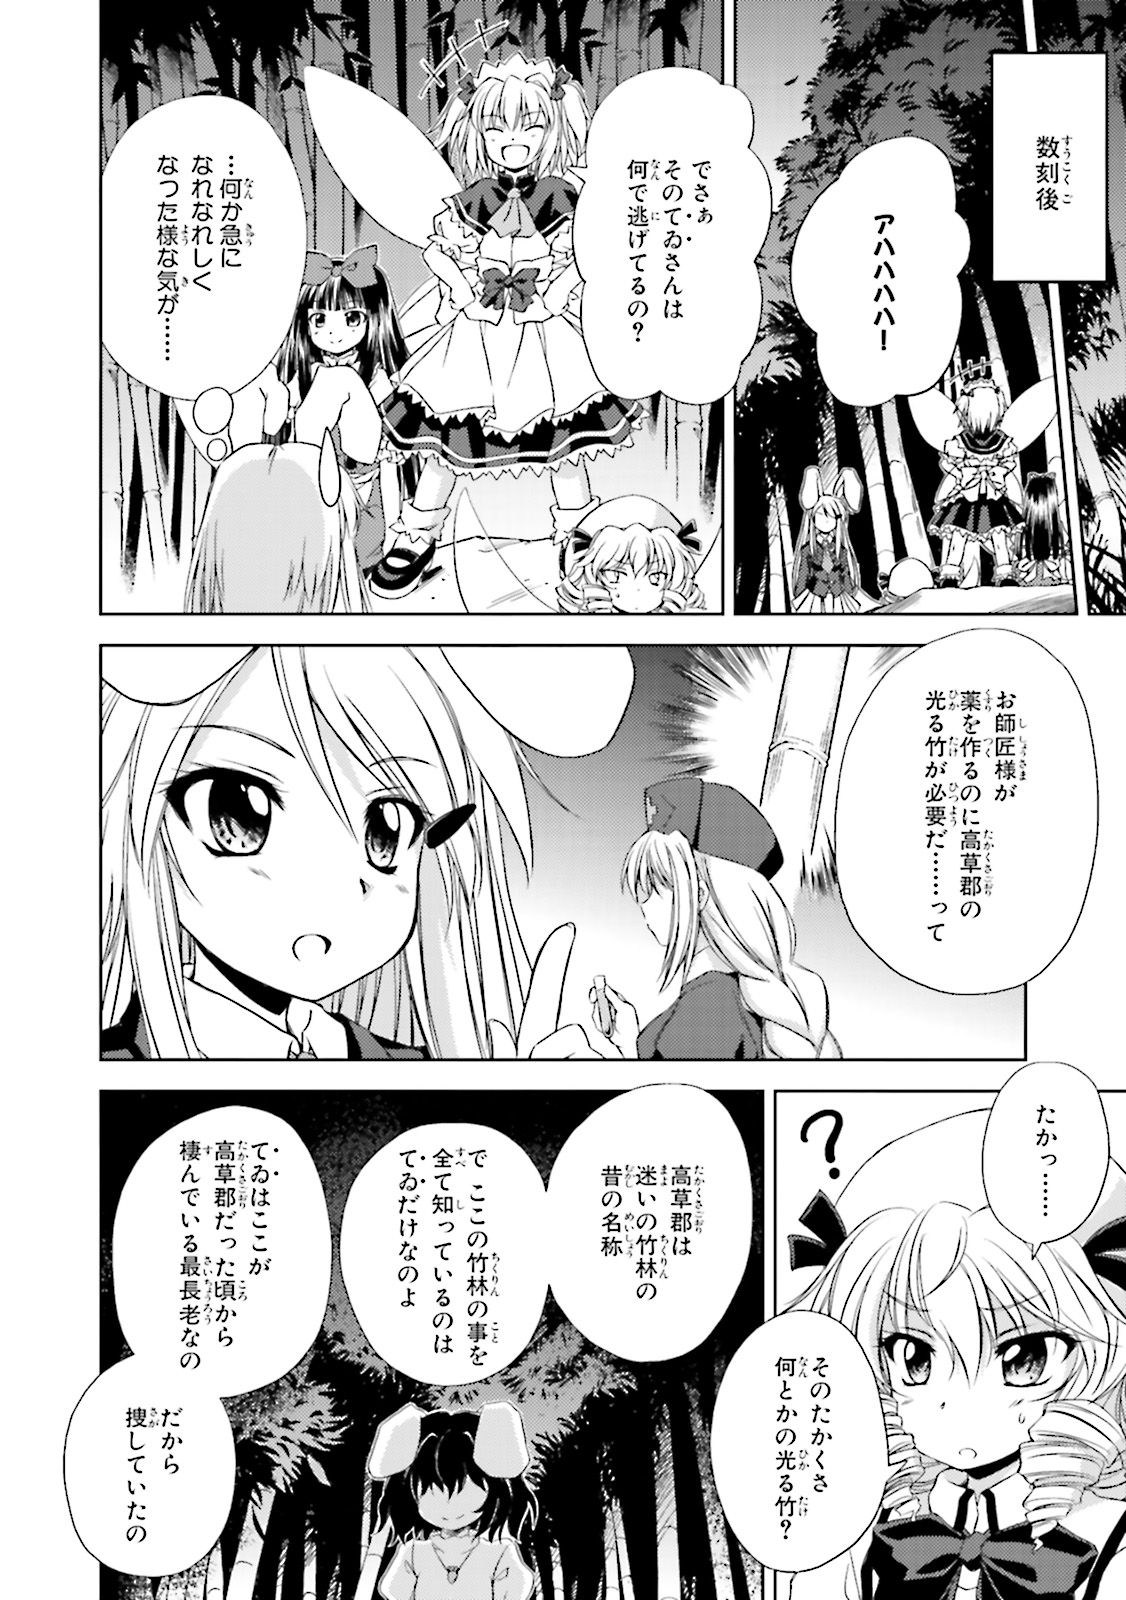 数刻後
アハハハハ！
でさぁ
そのてゐさんは
何で逃げてるの？
…何か急に
なれなれしく
なった様な気が……
お師匠様が
薬を作るのに高草郡の
光る竹が必要だ……って
たかっ……
？
そのたかくさ
何とかの光る竹？
高草郡は
迷いの竹林の
昔の名称
で ここの竹林の事を
全て知っているのは
てゐだけなのよ
てゐはここが
高草郡だった頃から
棲んでいる最長老なの
だから
捜していたの